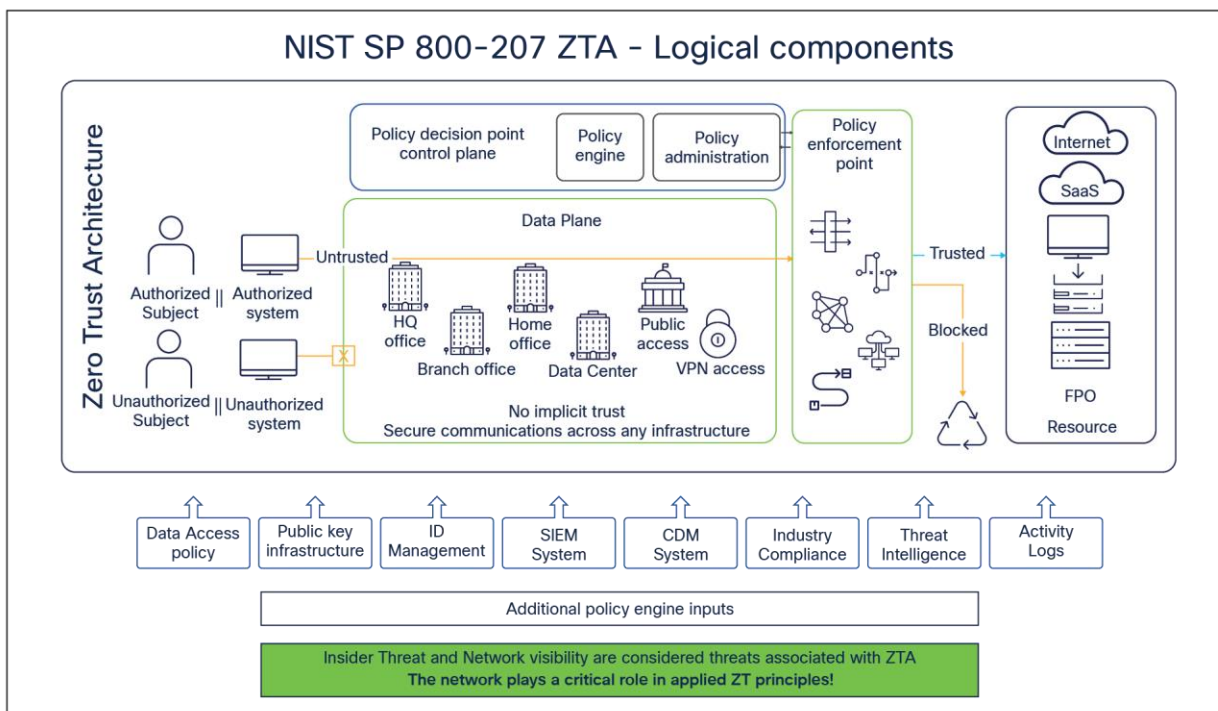 NIST SP 800-207 ZTA - Logical components
Zero Trust Architecture
Policy decision point
control plane
Policy
engine
Policy
administration
Policy
enforcement
point
Internet
SaaS
FPO
Resource
Data Plane
Untrusted
Trusted
Blocked
Authorized
Subject
||
Authorized
system
HQ
office
Branch office
Home
office
Data Center
Public
access
VPN access
X
Unauthorized
Subject
||
Unauthorized
system
No implicit trust
Secure communications across any infrastructure
Data Access
policy
Public key
infrastructure
ID
Management
SIEM
System
CDM
System
Industry
Compliance
Threat
Intelligence
Activity
Logs
Additional policy engine inputs
Insider Threat and Network visibility are considered threats associated with ZTA
The network plays a critical role in applied ZT principles!